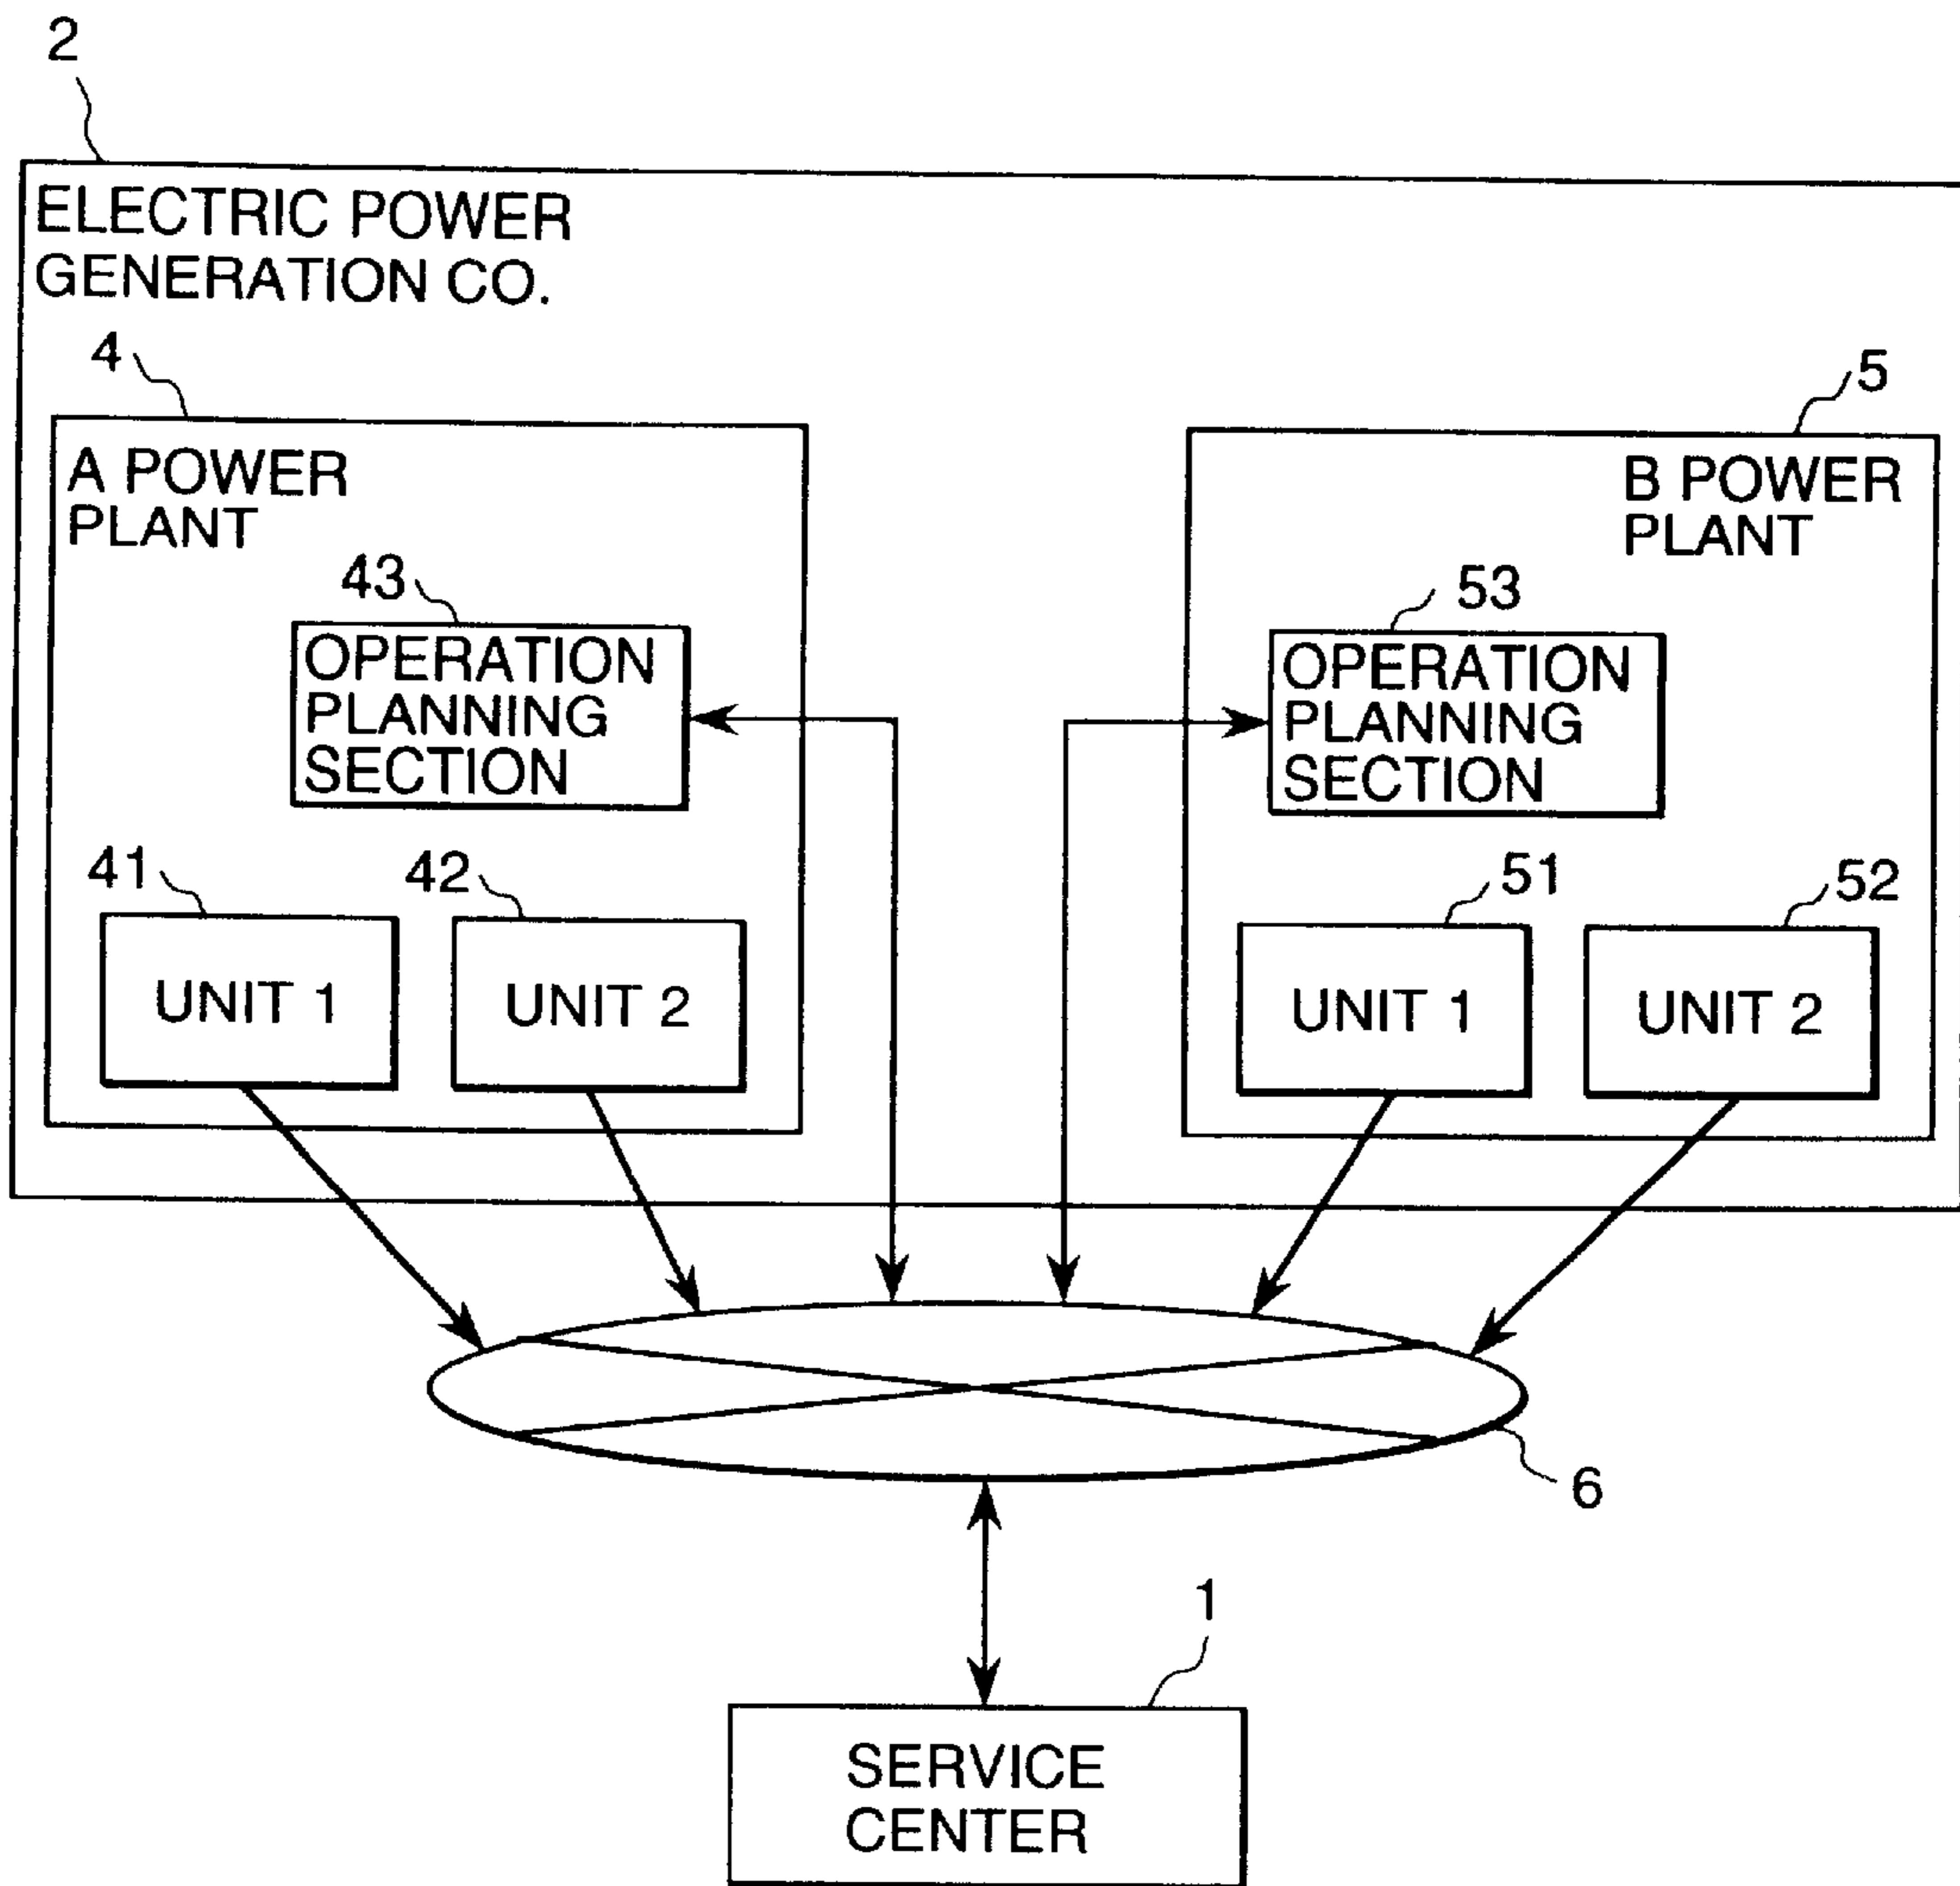 2
ELECTRIC POWER
GENERATION CO.
4
5
A POWER
PLANT
B POWER
PLANT
43
OPERATION
PLANNING
SECTION
53
OPERATION
PLANNING
SECTION
41
42
51
52
UNIT 1
UNIT 2
UNIT 1
UNIT 2
6
1
SERVICE
CENTER